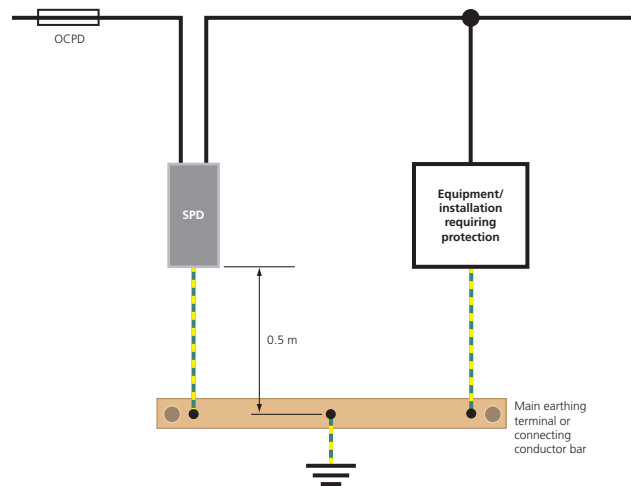 OCPD
SPD
Equipment/
installation
requiring
protection
0.5 m
Main earthing
terminal or
connecting
conductor bar